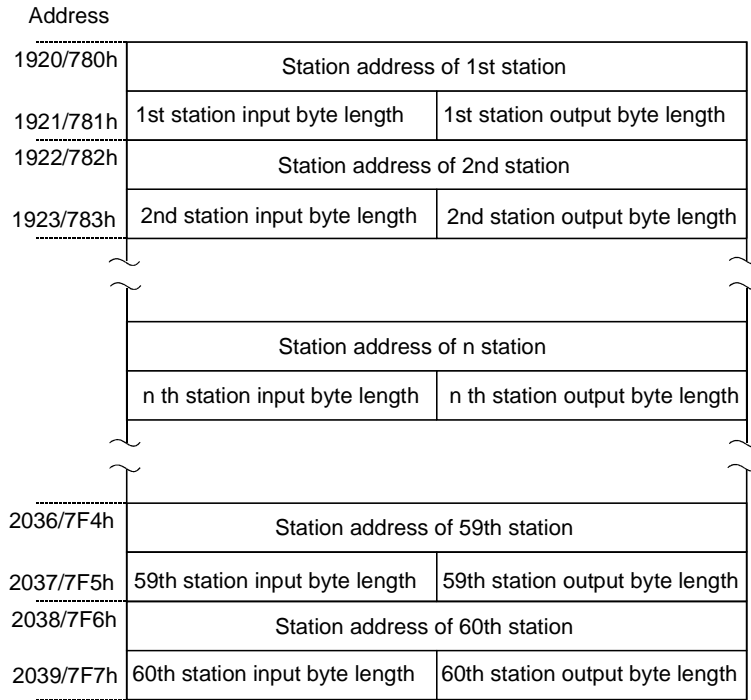 Address
1920/780h
Station address of 1st station
1921/781h
1st station input byte length
1st station output byte length
1922/782h
Station address of 2nd station
1923/783h
2nd station input byte length
2nd station output byte length
Station address of n station
n th station input byte length
n th station output byte length
2036/7F4h
Station address of 59th station
2037/7F5h
59th station input byte length
59th station output byte length
2038/7F6h
Station address of 60th station
2039/7F7h
60th station input byte length
60th station output byte length